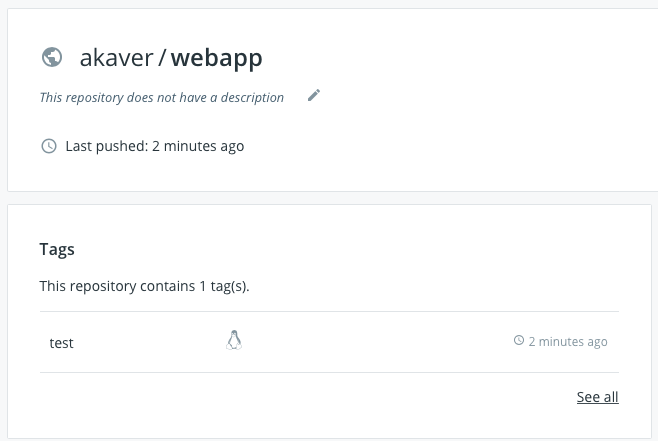 akaver / webapp
This repository does not have a description
Last pushed: 2 minutes ago
Tags
This repository contains 1 tag(s).
test 2 minutes ago
See all